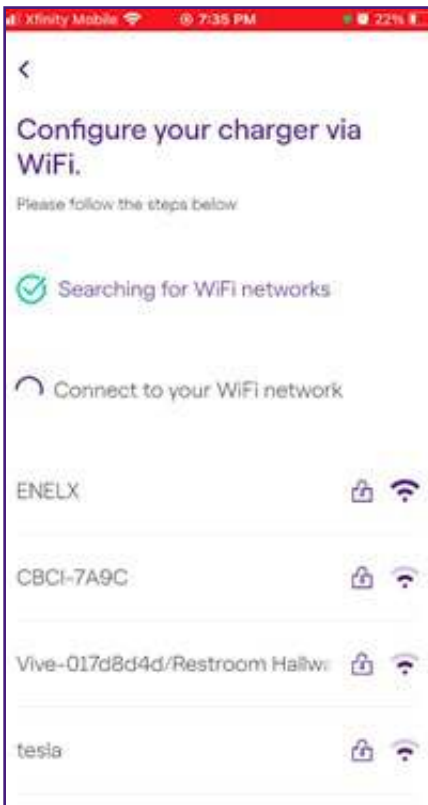 Xfinity Mobile 7:35 PM 22%
Configure your charger via
WiFi.
Please follow the steps below
Searching for WiFi networks
Connect to your WiFi network
ENELX
CBCI-7A9C
Vive-017d8d4d/Restroom Hallw
tesla